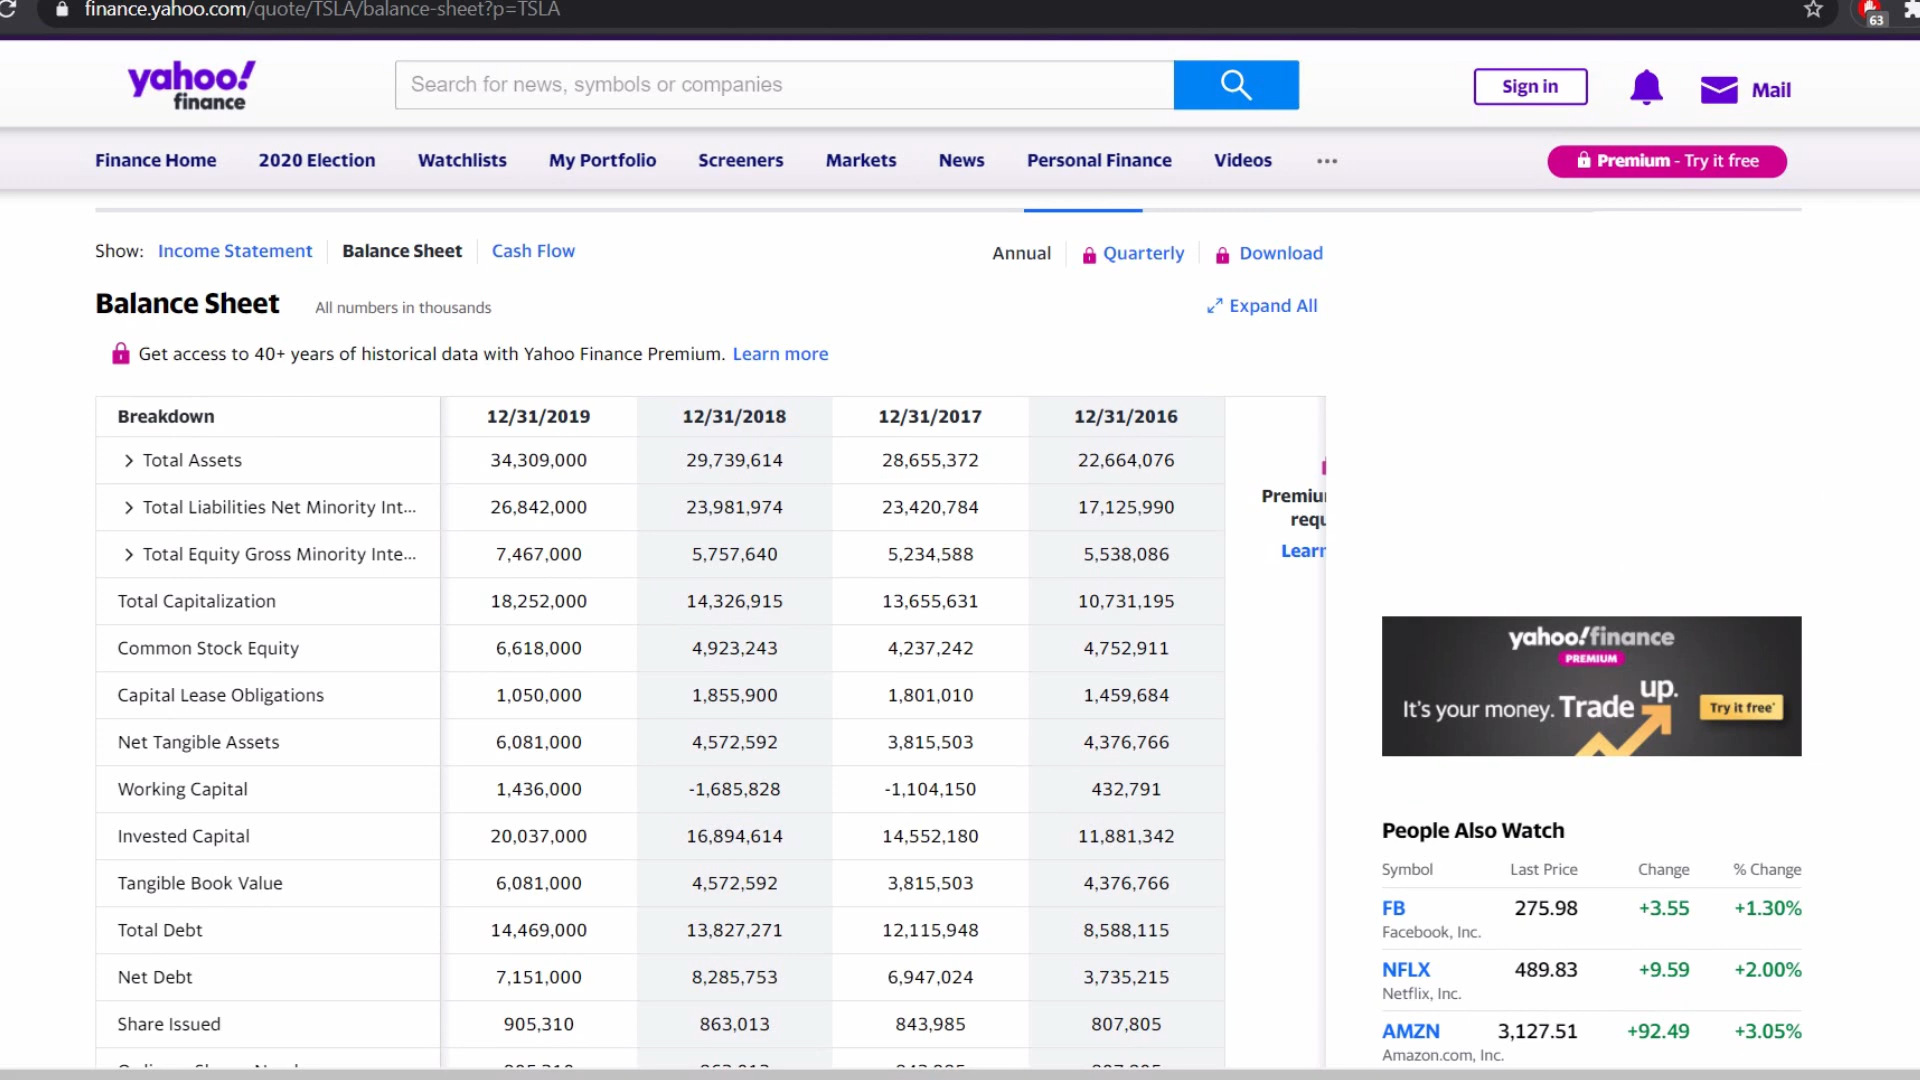 finance.yahoo.com/quote/TSLA/balance-sheet?p=TSLA
63
yahoo!
finance
Search for news, symbols or companies
Sign in
Mail
Finance Home 2020 Election Watchlists My Portfolio Screeners Markets News Personal Finance Videos ...
Premium - Try it free
Show: Income Statement Balance Sheet Cash Flow
Annual Quarterly Download
Balance Sheet All numbers in thousands
Expand All
Get access to 40+ years of historical data with Yahoo Finance Premium. Learn more
Breakdown 12/31/2019 12/31/2018 12/31/2017 12/31/2016
Total Assets 34,309,000 29,739,614 28,655,372 22,664,076
Total Liabilities Net Minority Int... 26,842,000 23,981,974 23,420,784 17,125,990
Total Equity Gross Minority Inte... 7,467,000 5,757,640 5,234,588 5,538,086
Total Capitalization 18,252,000 14,326,915 13,655,631 10,731,195
Common Stock Equity 6,618,000 4,923,243 4,237,242 4,752,911
Capital Lease Obligations 1,050,000 1,855,900 1,801,010 1,459,684
Net Tangible Assets 6,081,000 4,572,592 3,815,503 4,376,766
Working Capital 1,436,000 -1,685,828 -1,104,150 432,791
Invested Capital 20,037,000 16,894,614 14,552,180 11,881,342
Tangible Book Value 6,081,000 4,572,592 3,815,503 4,376,766
Total Debt 14,469,000 13,827,271 12,115,948 8,588,115
Net Debt 7,151,000 8,285,753 6,947,024 3,735,215
Share Issued 905,310 863,013 843,985 807,805
Premiu
requ
Learn
yahoo!finance
PREMIUM
It's your money. Trade up.
Try it free*
People Also Watch
Symbol Last Price Change % Change
FB 275.98 +3.55 +1.30%
Facebook, Inc.
NFLX 489.83 +9.59 +2.00%
Netflix, Inc.
AMZN 3,127.51 +92.49 +3.05%
Amazon.com, Inc.